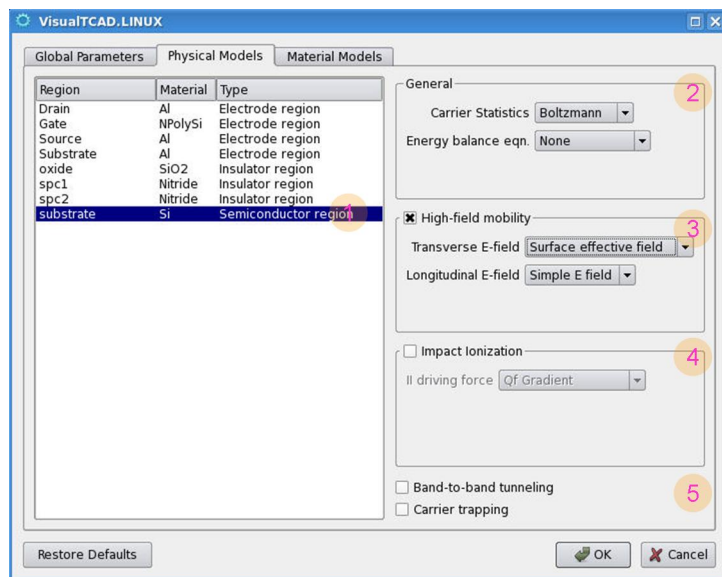 VisualTCAD.LINUX
Global Parameters Physical Models Material Models
Region Material Type
Drain Al Electrode region
Gate NPolySi Electrode region
Source Al Electrode region
Substrate Al Electrode region
oxide SiO2 Insulator region
spc1 Nitride Insulator region
spc2 Nitride Insulator region
substrate Si Semiconductor region
1
General
2
Carrier Statistics Boltzmann
Energy balance eqn. None
High-field mobility
3
Transverse E-field Surface effective field
Longitudinal E-field Simple E field
Impact Ionization
4
II driving force Qf Gradient
Band-to-band tunneling
5
Carrier trapping
Restore Defaults OK Cancel